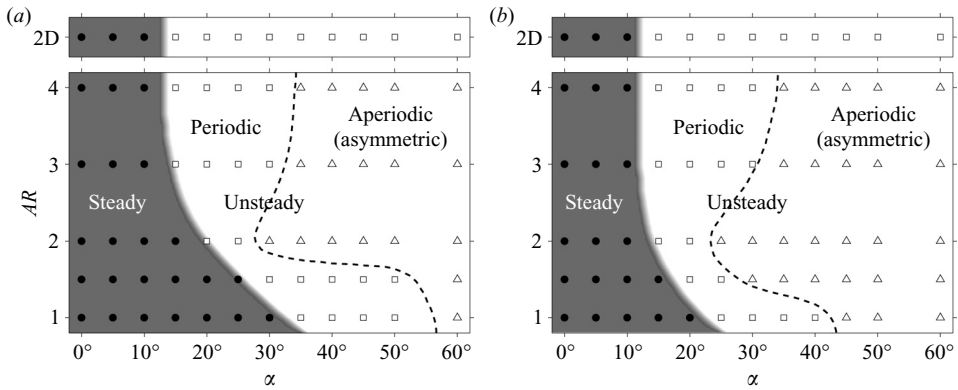 (a)
2D
4
3
2
1
AR
Steady
Periodic
Unsteady
Aperiodic
(asymmetric)
0° 10° 20° 30° 40° 50° 60°
α
(b)
2D
4
3
2
1
Steady
Periodic
Unsteady
Aperiodic
(asymmetric)
0° 10° 20° 30° 40° 50° 60°
α